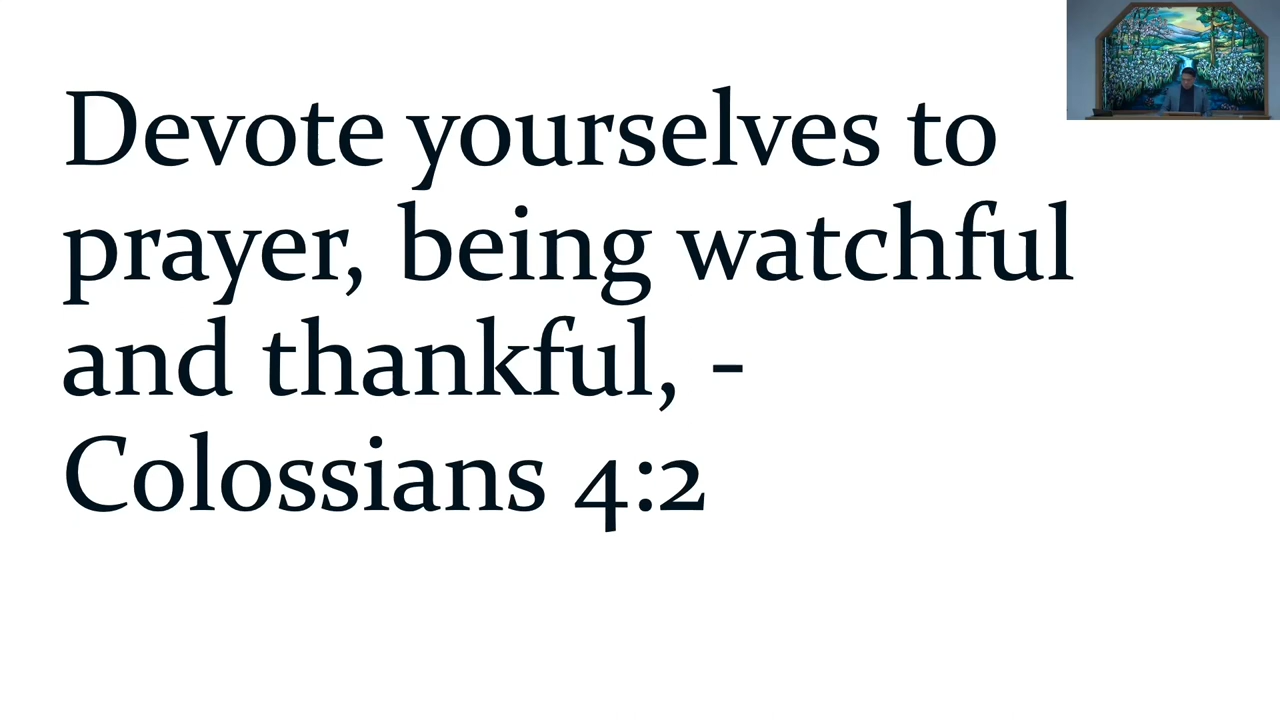 Devote yourselves to
prayer, being watchful
and thankful, -
Colossians 4:2